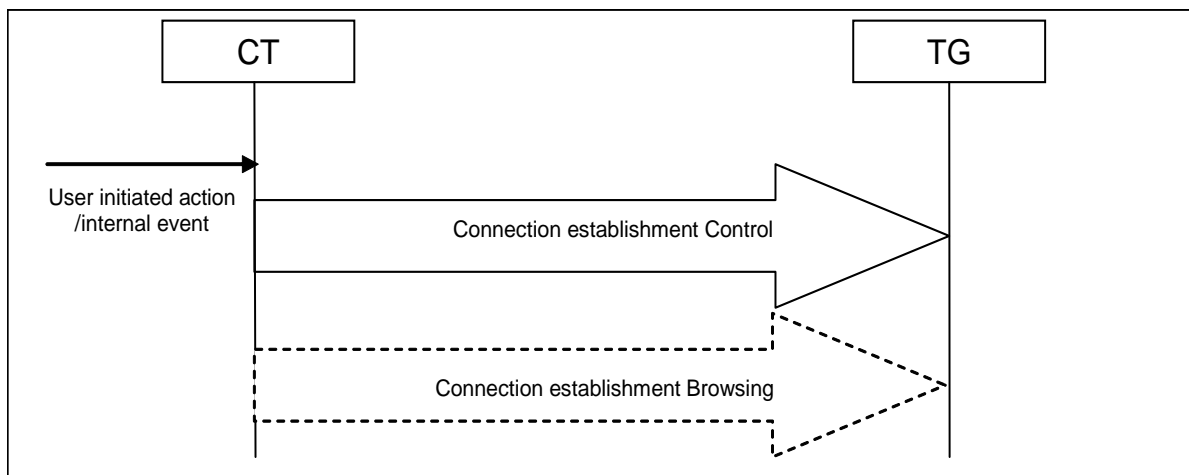 CT
TG
User initiated action
/internal event
Connection establishment Control
Connection establishment Browsing